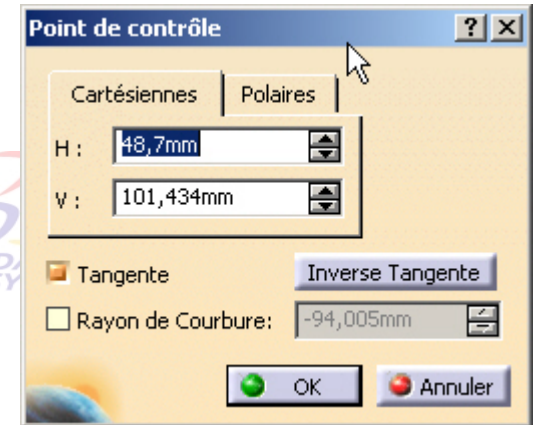 Point de contrôle
Cartésiennes Polaires
H : 48,7mm
V : 101,434mm
Tangente Inverse Tangente
Rayon de Courbure: -94,005mm
OK Annuler